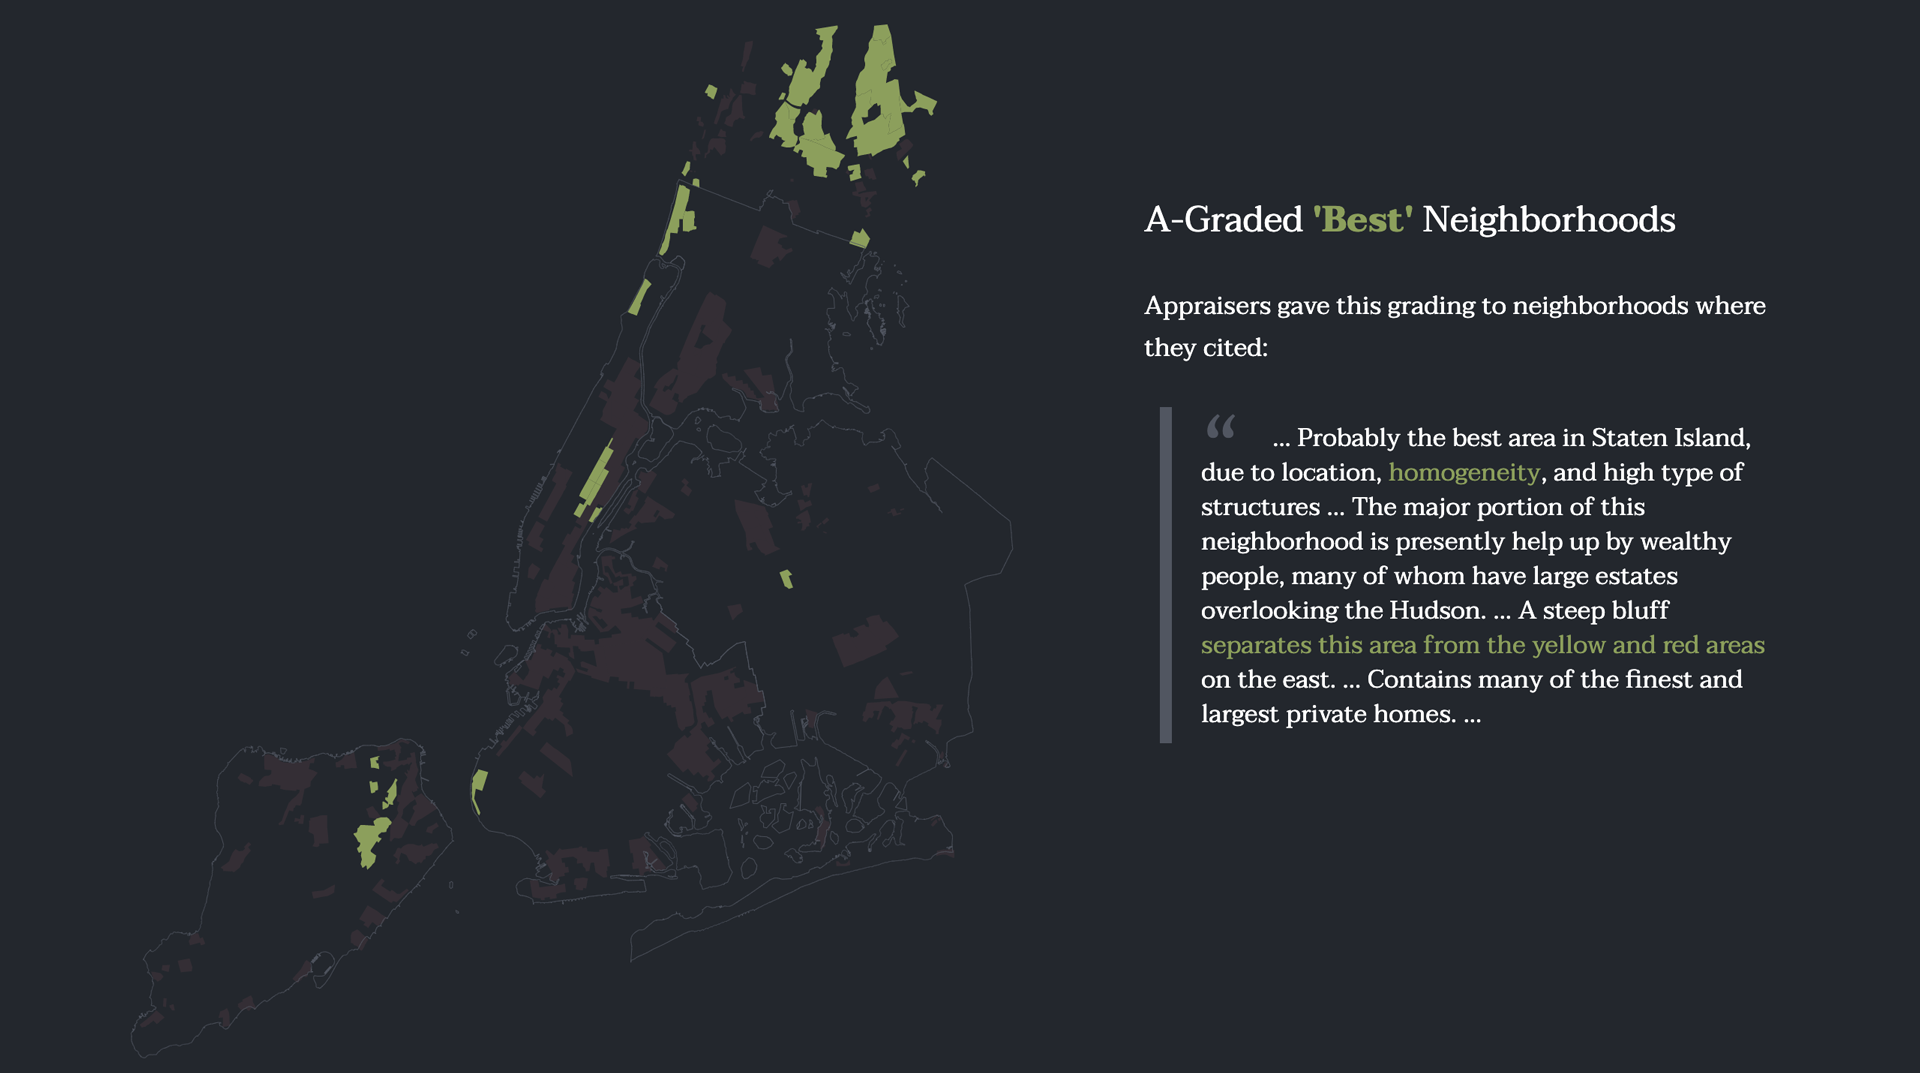 A-Graded 'Best' Neighborhoods
Appraisers gave this grading to neighborhoods where
they cited:
“ ... Probably the best area in Staten Island,
due to location, homogeneity, and high type of
structures ... The major portion of this
neighborhood is presently help up by wealthy
people, many of whom have large estates
overlooking the Hudson. ... A steep bluff
separates this area from the yellow and red areas
on the east. ... Contains many of the finest and
largest private homes. ...